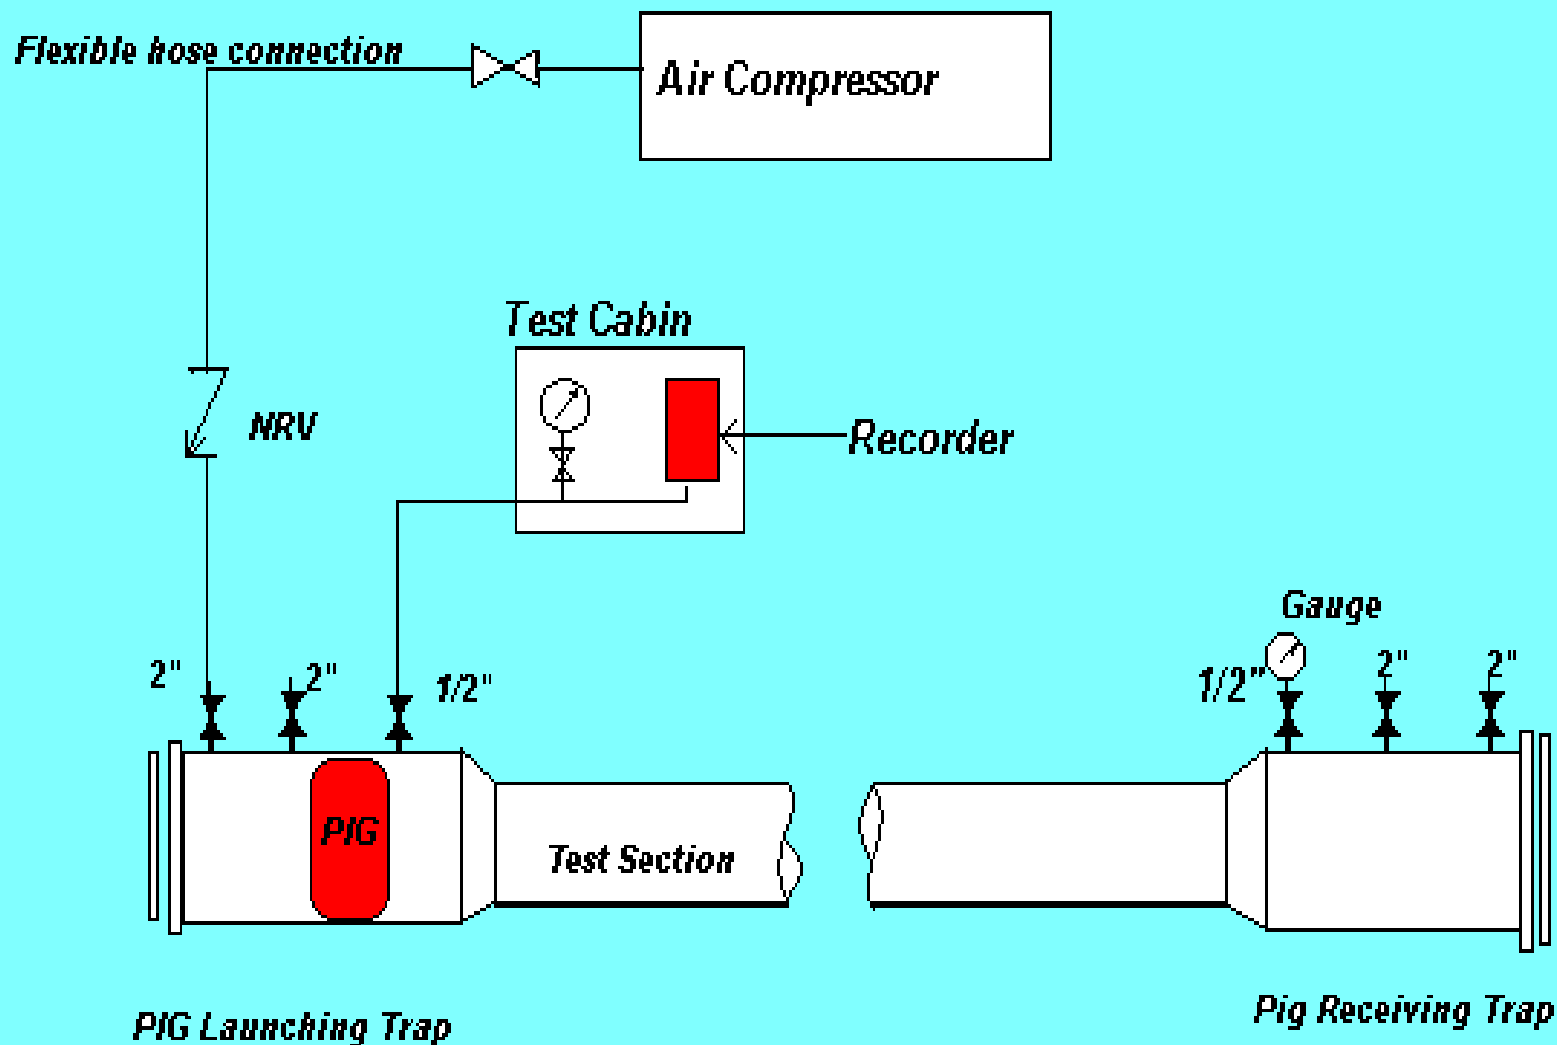 Flexible hose connection
Air Compressor
Test Cabin
NRV
Recorder
Gauge
2"
2"
1/2"
1/2"
2"
2"
PIG
Test Section
PIG Launching Trap
Pig Receiving Trap